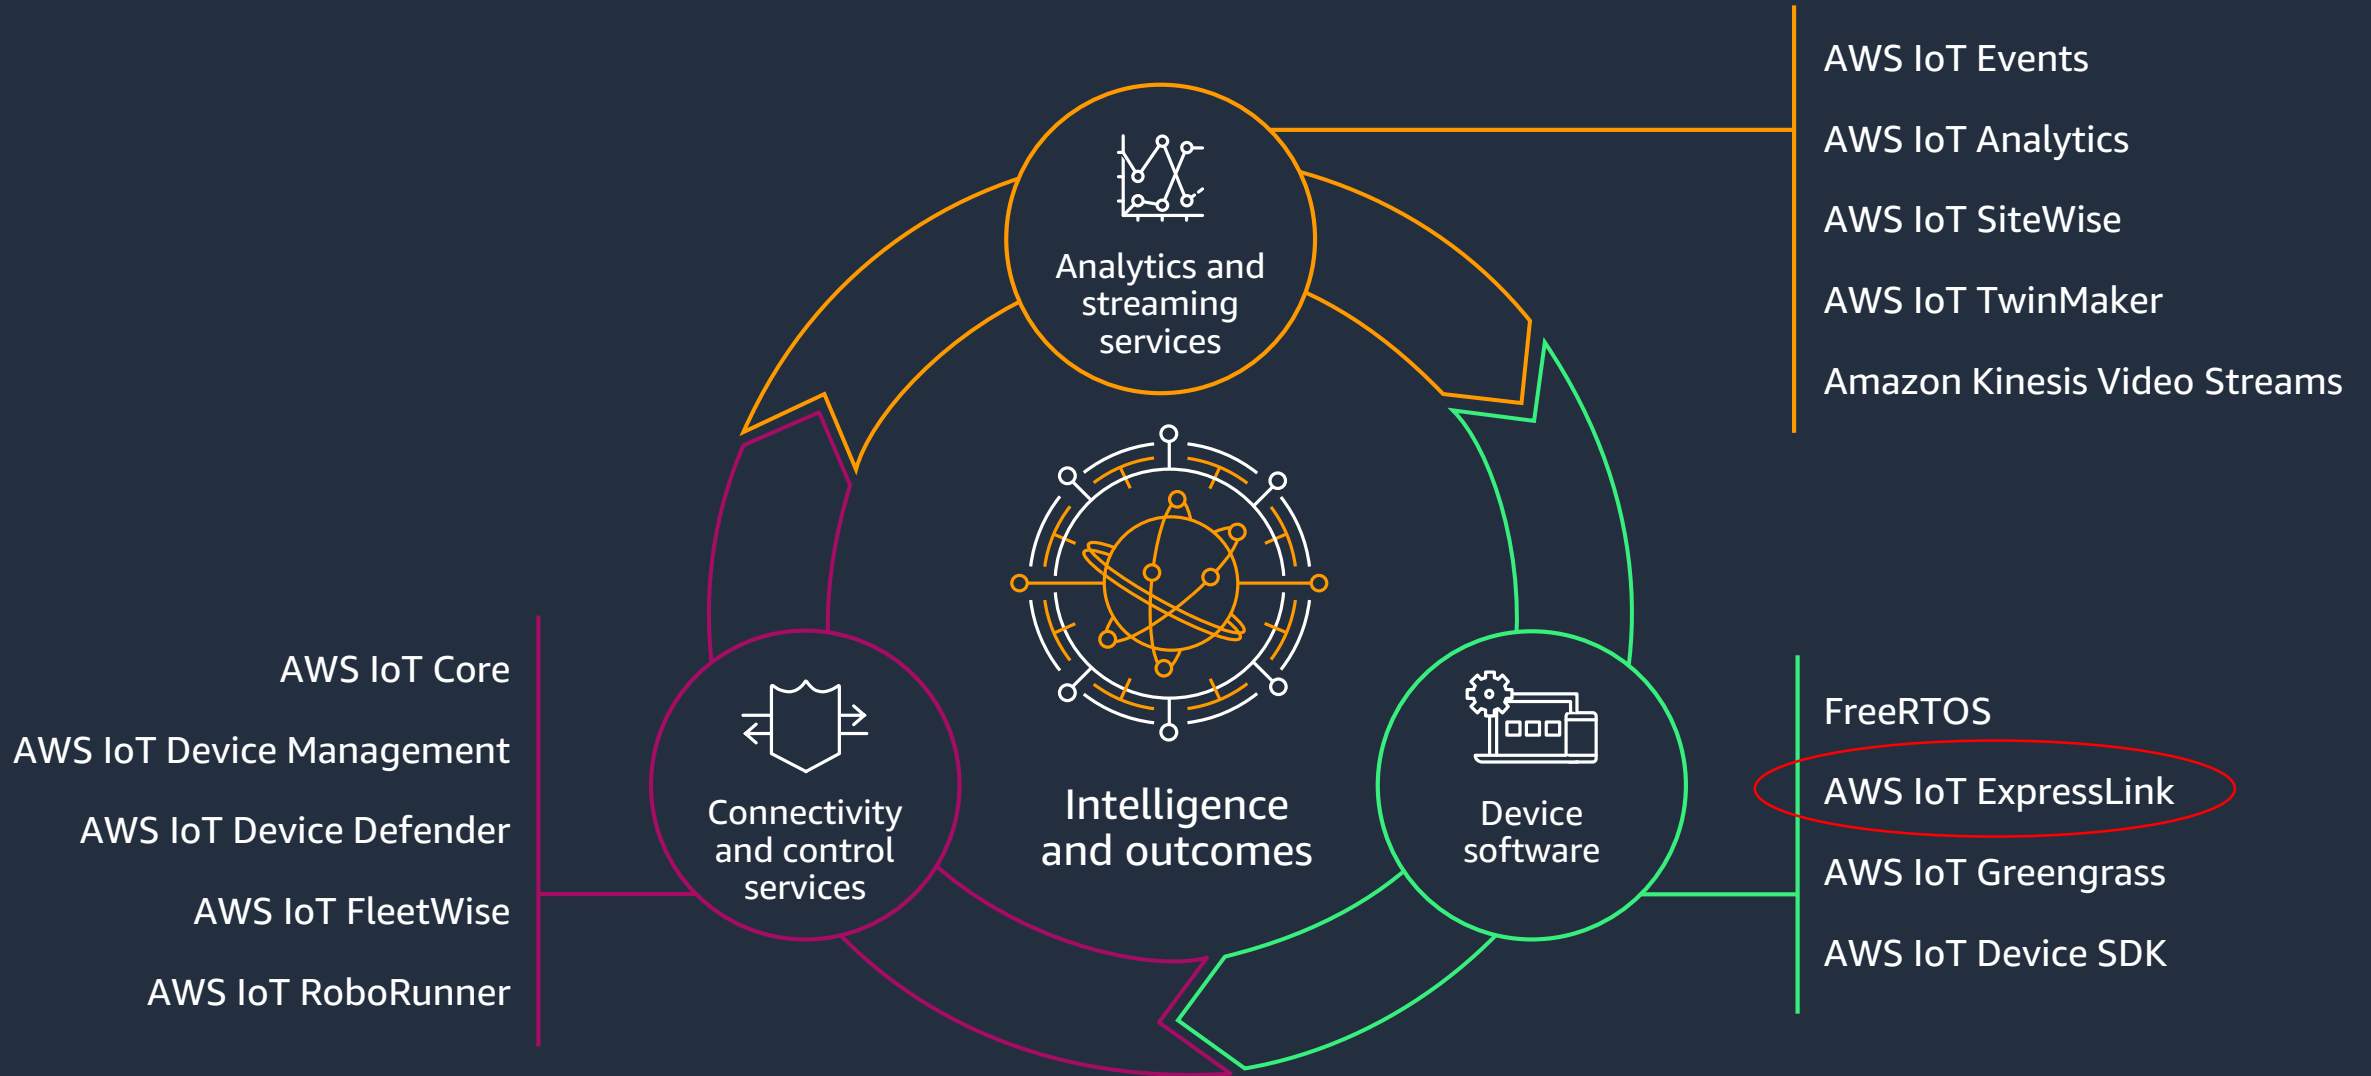 AWS IoT Events
AWS IoT Analytics
AWS IoT SiteWise
AWS IoT TwinMaker
Amazon Kinesis Video Streams
Analytics and
streaming
services
AWS IoT Core
AWS IoT Device Management
AWS IoT Device Defender
AWS IoT FleetWise
AWS IoT RoboRunner
Connectivity
and control
services
Intelligence
and outcomes
Device
software
FreeRTOS
AWS IoT ExpressLink
AWS IoT Greengrass
AWS IoT Device SDK